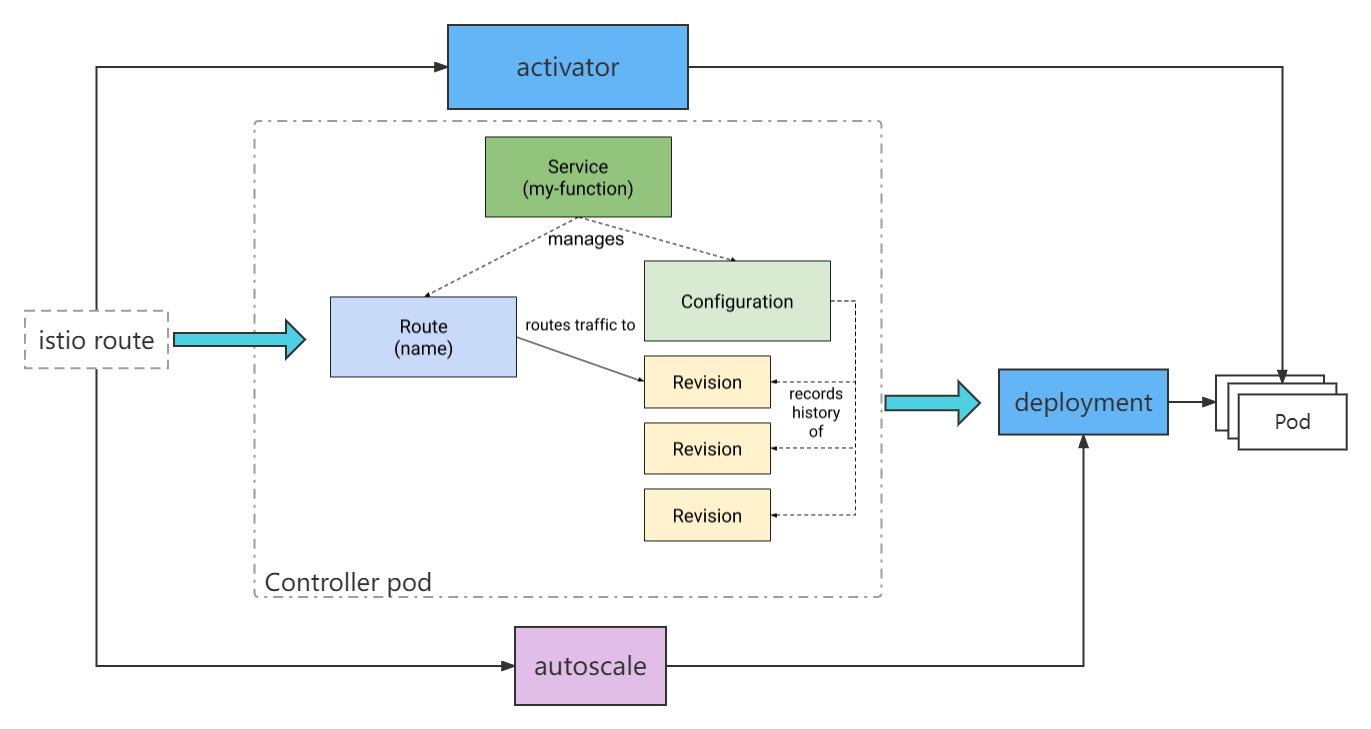 activator
Service
(my-function)
manages
Configuration
Route
(name)
routes traffic to
istio route
Revision
records
history
of
Revision
Revision
deployment
Pod
Controller pod
autoscale